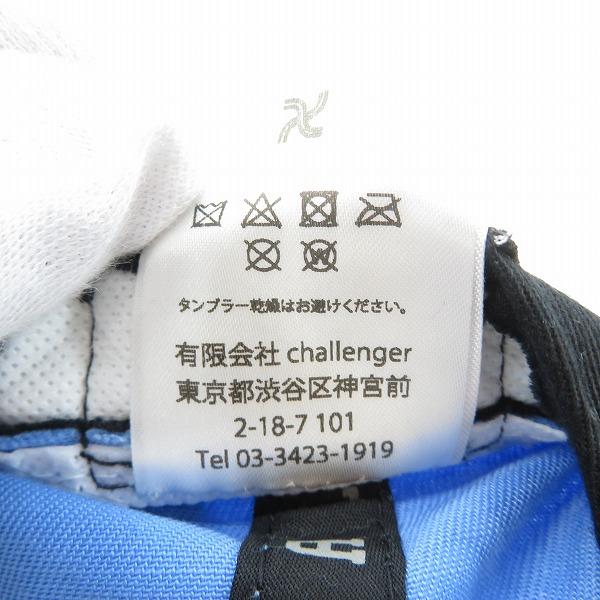 タンブラー乾燥はお避けください。
有限会社 challenger
東京都渋谷区神宮前
2-18-7 101
Tel 03-3423-1919
A